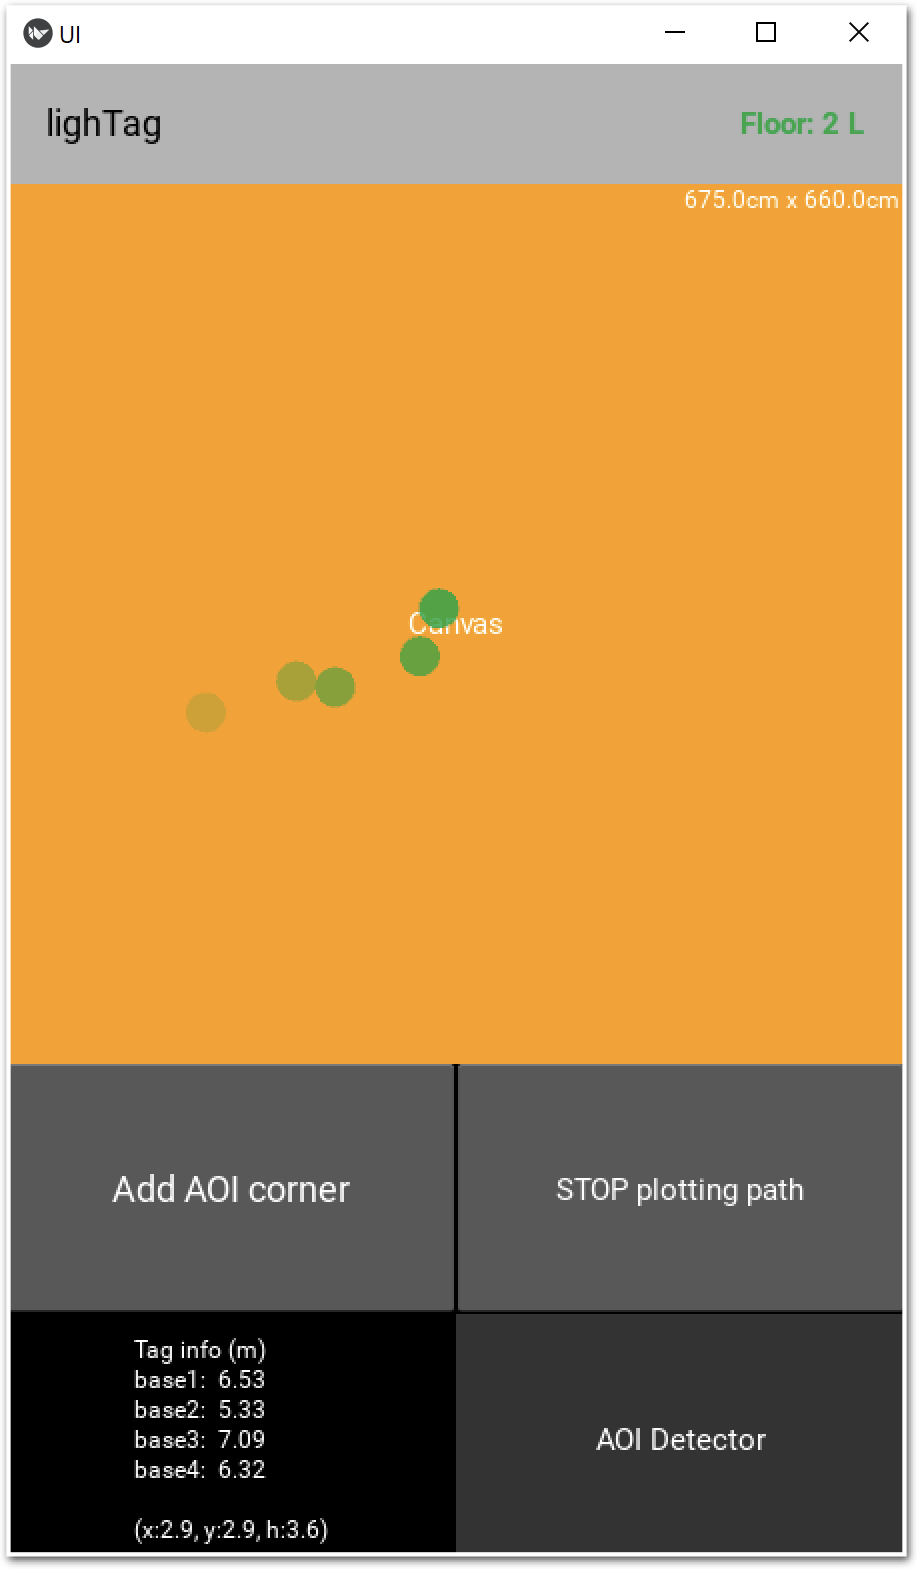 UI
lighTag
Floor: 2 L
675.0cm x 660.0cm
Canvas
Add AOI corner
STOP plotting path
Tag info (m)
base1: 6.53
base2: 5.33
base3: 7.09
base4: 6.32
(x:2.9, y:2.9, h:3.6)
AOI Detector